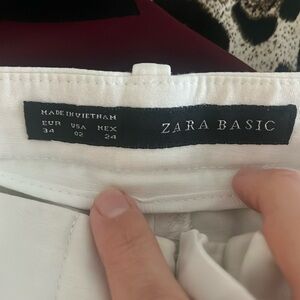 MADE IN VIETNAM
EUR USA MEX
34 02 24
ZARA BASIC